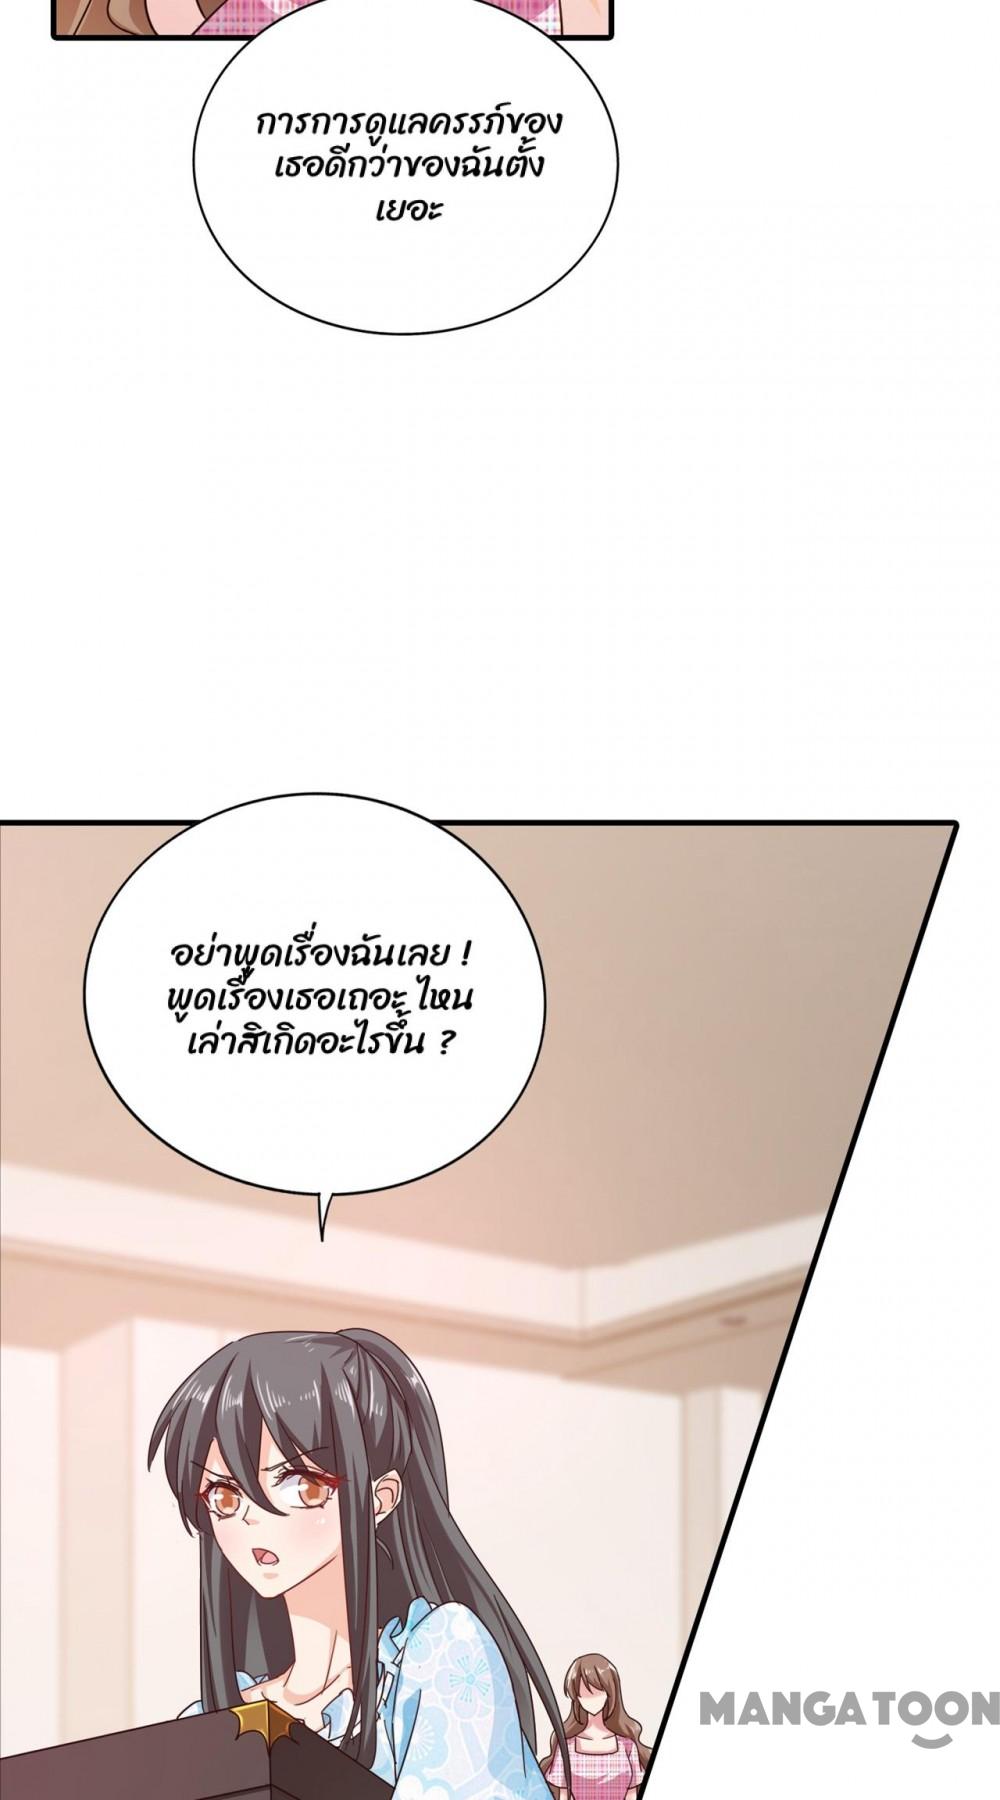 การการดูแลครรภ์ของ
เธอดีกว่าของฉันตั้ง
เยอะ
อย่าพูดเรื่องฉันเลย !
พูดเรื่องเธอเถอะ ไหน
เล่าสิเกิดอะไรขึ้น ?
MANGATOON